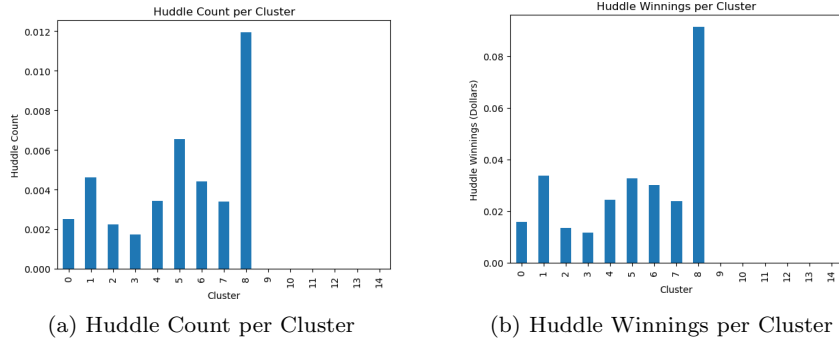 Huddle Count per Cluster
0.012
0.010
0.008
0.006
0.004
0.002
0.000
Huddle Count
0 1 2 3 4 5 6 7 8 9 10 11 12 13 14
Cluster
(a) Huddle Count per Cluster
Huddle Winnings per Cluster
0.08
0.06
0.04
0.02
0.00
Huddle Winnings (Dollars)
0 1 2 3 4 5 6 7 8 9 10 11 12 13 14
Cluster
(b) Huddle Winnings per Cluster